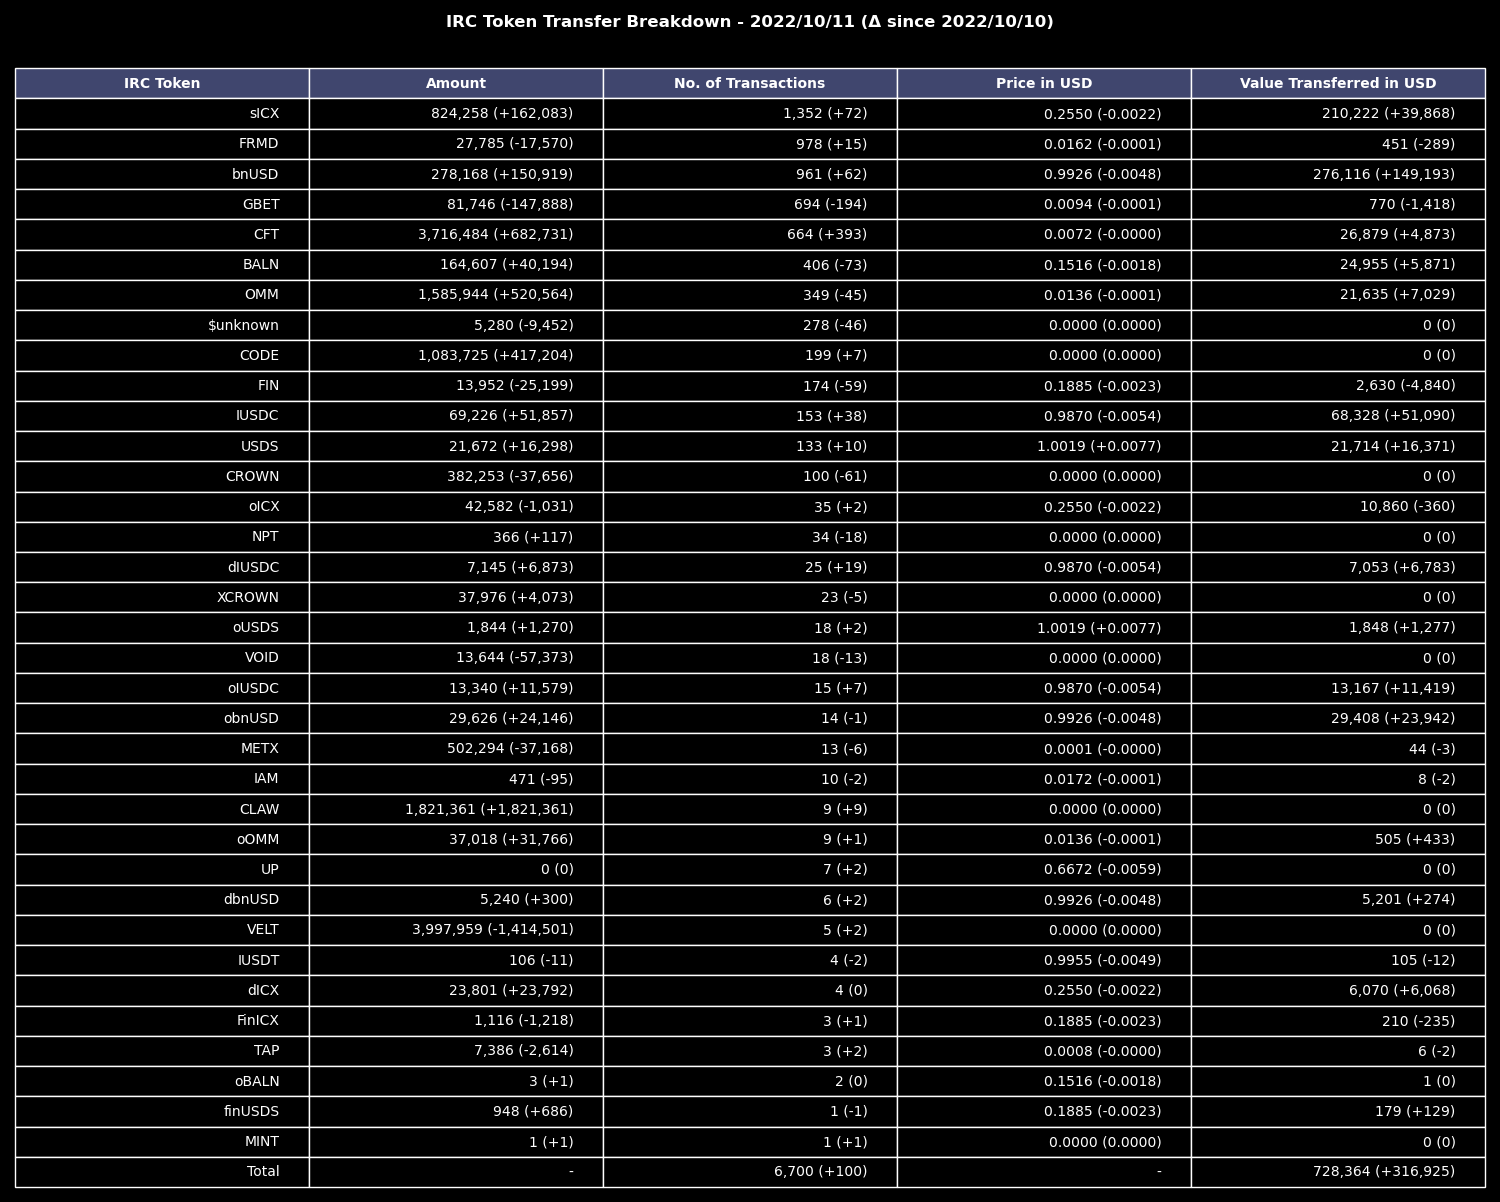 IRC Token Transfer Breakdown - 2022/10/11 (Δ since 2022/10/10)
IRC Token Amount No. of Transactions Price in USD Value Transferred in USD
sICX 824,258 (+162,083) 1,352 (+72) 0.2550 (-0.0022) 210,222 (+39,868)
FRMD 27,785 (-17,570) 978 (+15) 0.0162 (-0.0001) 451 (-289)
bnUSD 278,168 (+150,919) 961 (+62) 0.9926 (-0.0048) 276,116 (+149,193)
GBET 81,746 (-147,888) 694 (-194) 0.0094 (-0.0001) 770 (-1,418)
CFT 3,716,484 (+682,731) 664 (+393) 0.0072 (-0.0000) 26,879 (+4,873)
BALN 164,607 (+40,194) 406 (-73) 0.1516 (-0.0018) 24,955 (+5,871)
OMM 1,585,944 (+520,564) 349 (-45) 0.0136 (-0.0001) 21,635 (+7,029)
$unknown 5,280 (-9,452) 278 (-46) 0.0000 (0.0000) 0 (0)
CODE 1,083,725 (+417,204) 199 (+7) 0.0000 (0.0000) 0 (0)
FIN 13,952 (-25,199) 174 (-59) 0.1885 (-0.0023) 2,630 (-4,840)
IUSDC 69,226 (+51,857) 153 (+38) 0.9870 (-0.0054) 68,328 (+51,090)
USDS 21,672 (+16,298) 133 (+10) 1.0019 (+0.0077) 21,714 (+16,371)
CROWN 382,253 (-37,656) 100 (-61) 0.0000 (0.0000) 0 (0)
oICX 42,582 (-1,031) 35 (+2) 0.2550 (-0.0022) 10,860 (-360)
NPT 366 (+117) 34 (-18) 0.0000 (0.0000) 0 (0)
dIUSDC 7,145 (+6,873) 25 (+19) 0.9870 (-0.0054) 7,053 (+6,783)
XCROWN 37,976 (+4,073) 23 (-5) 0.0000 (0.0000) 0 (0)
oUSDS 1,844 (+1,270) 18 (+2) 1.0019 (+0.0077) 1,848 (+1,277)
VOID 13,644 (-57,373) 18 (-13) 0.0000 (0.0000) 0 (0)
oIUSDC 13,340 (+11,579) 15 (+7) 0.9870 (-0.0054) 13,167 (+11,419)
obnUSD 29,626 (+24,146) 14 (-1) 0.9926 (-0.0048) 29,408 (+23,942)
METX 502,294 (-37,168) 13 (-6) 0.0001 (-0.0000) 44 (-3)
IAM 471 (-95) 10 (-2) 0.0172 (-0.0001) 8 (-2)
CLAW 1,821,361 (+1,821,361) 9 (+9) 0.0000 (0.0000) 0 (0)
oOMM 37,018 (+31,766) 9 (+1) 0.0136 (-0.0001) 505 (+433)
UP 0 (0) 7 (+2) 0.6672 (-0.0059) 0 (0)
dbnUSD 5,240 (+300) 6 (+2) 0.9926 (-0.0048) 5,201 (+274)
VELT 3,997,959 (-1,414,501) 5 (+2) 0.0000 (0.0000) 0 (0)
IUSDT 106 (-11) 4 (-2) 0.9955 (-0.0049) 105 (-12)
dICX 23,801 (+23,792) 4 (0) 0.2550 (-0.0022) 6,070 (+6,068)
FinICX 1,116 (-1,218) 3 (+1) 0.1885 (-0.0023) 210 (-235)
TAP 7,386 (-2,614) 3 (+2) 0.0008 (-0.0000) 6 (-2)
oBALN 3 (+1) 2 (0) 0.1516 (-0.0018) 1 (0)
finUSDS 948 (+686) 1 (-1) 0.1885 (-0.0023) 179 (+129)
MINT 1 (+1) 1 (+1) 0.0000 (0.0000) 0 (0)
Total - 6,700 (+100) - 728,364 (+316,925)